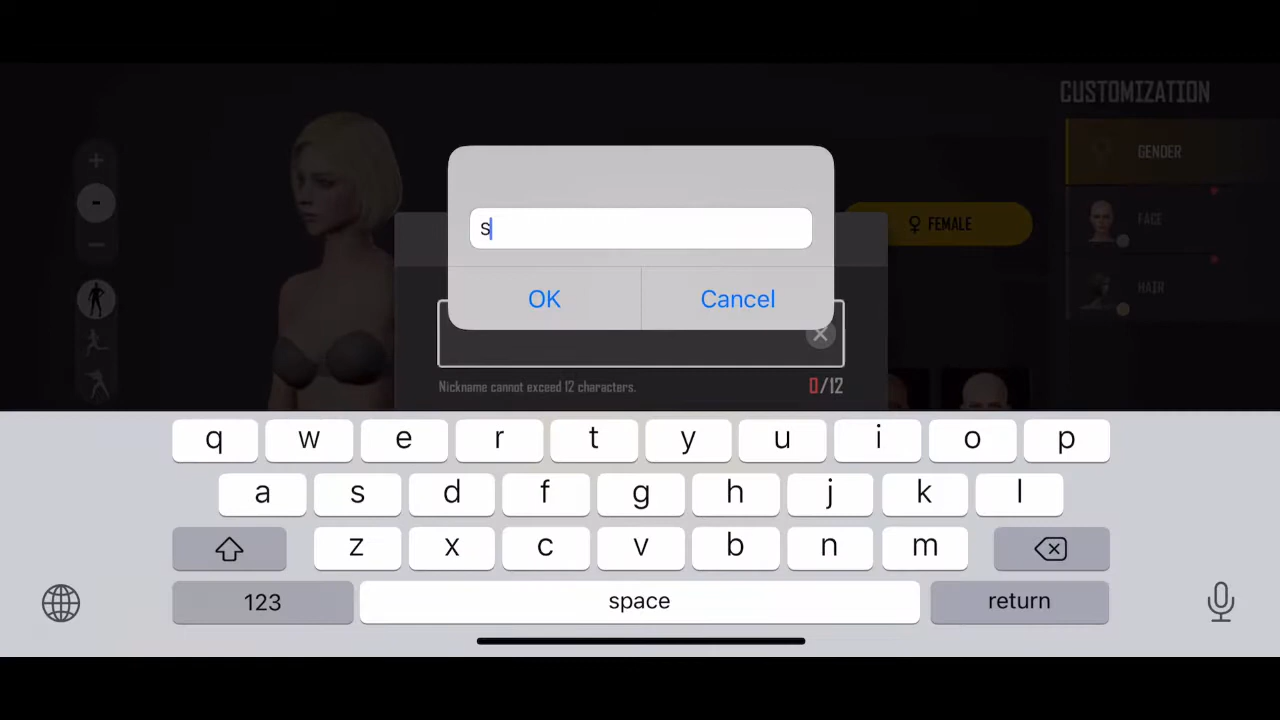 CUSTOMIZATION
GENDER
s
FEMALE
FACE
OK
Cancel
HAIR
Nickname cannot exceed 12 characters.
0/12
q w e r t y u i o p
a s d f g h j k l
z x c v b n m
123
space
return